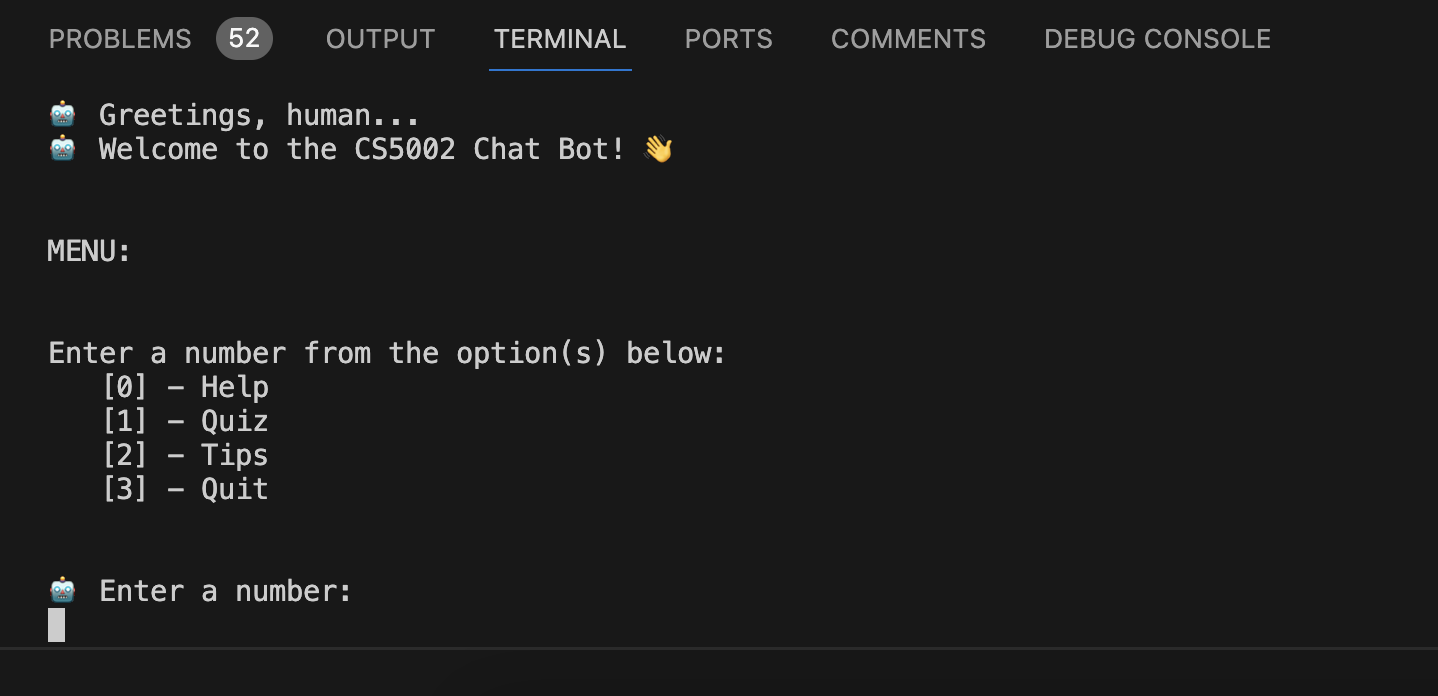 PROBLEMS 52 OUTPUT TERMINAL PORTS COMMENTS DEBUG CONSOLE
🤖 Greetings, human...
🤖 Welcome to the CS5002 Chat Bot! 👋
MENU:
Enter a number from the option(s) below:
[0] – Help
[1] – Quiz
[2] – Tips
[3] – Quit
🤖 Enter a number: